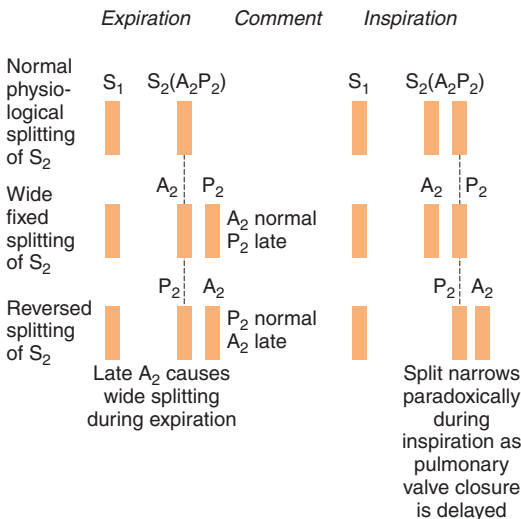 Expiration Comment Inspiration
Normal physio-
logical
splitting
of S₂
S₁ S₂(A₂P₂) S₁ S₂(A₂P₂)
Wide
fixed
splitting
of S₂
A₂ P₂
A₂ normal
P₂ late
A₂ P₂
Reversed
splitting
of S₂
P₂ A₂
P₂ normal
A₂ late
P₂ A₂
Late A₂ causes
wide splitting
during expiration
Split narrows
paradoxically
during
inspiration as
pulmonary
valve closure
is delayed